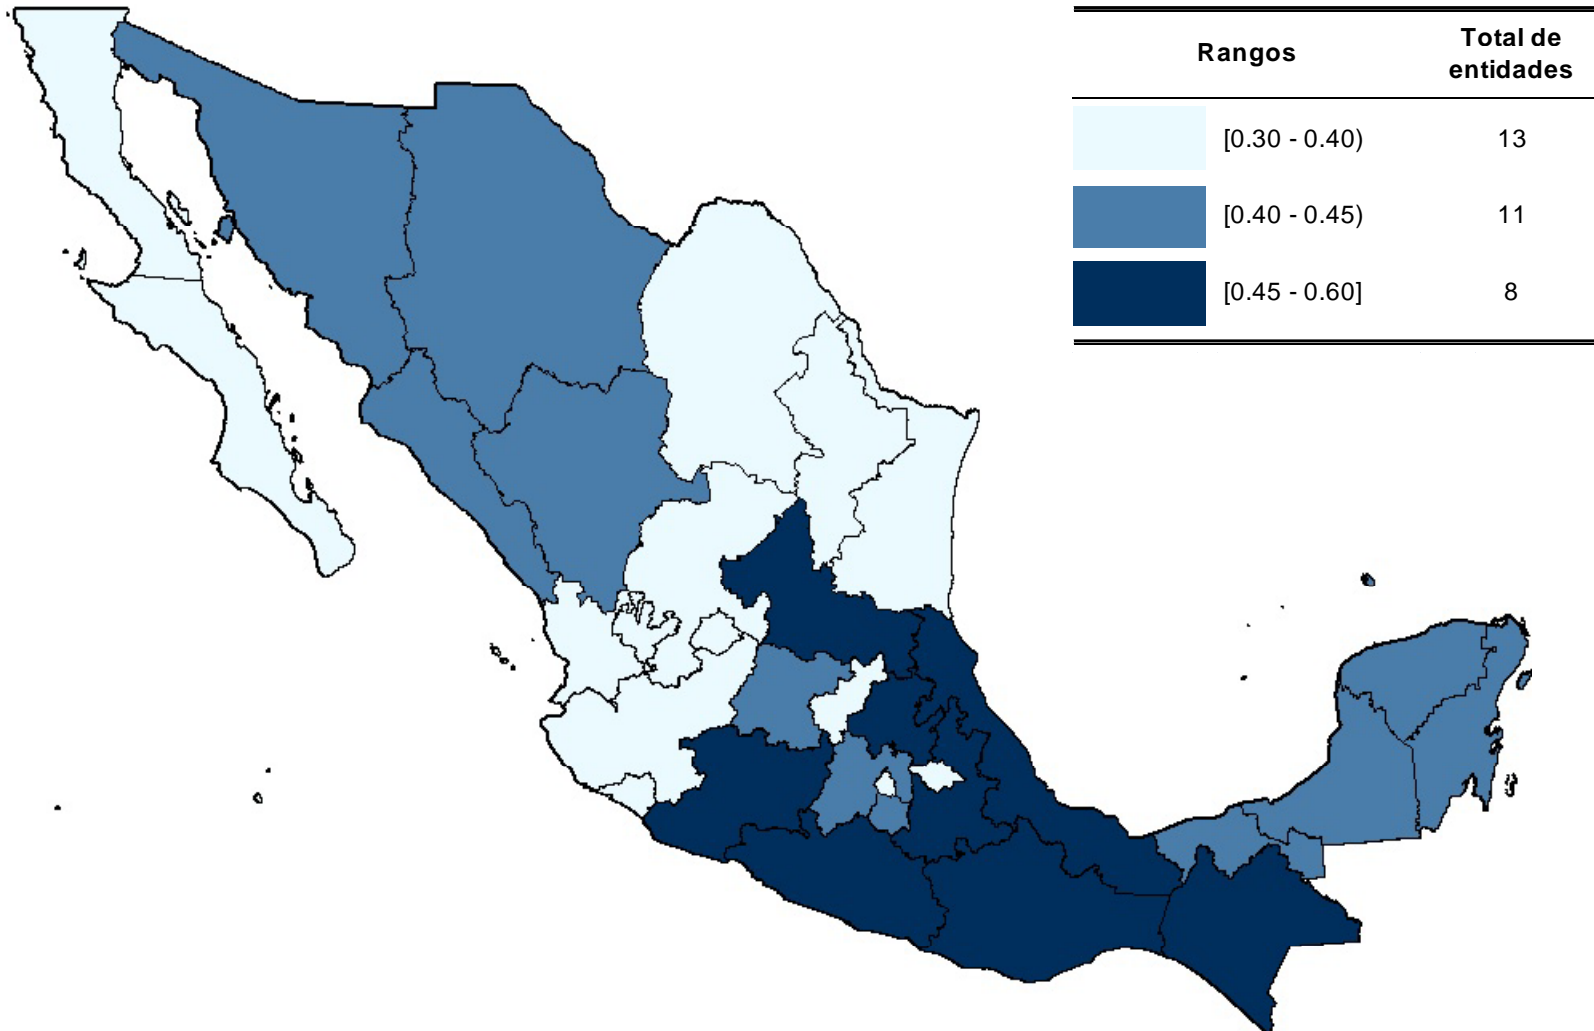 Rangos
Total de
entidades
[0.30 - 0.40)
13
[0.40 - 0.45)
11
[0.45 - 0.60]
8